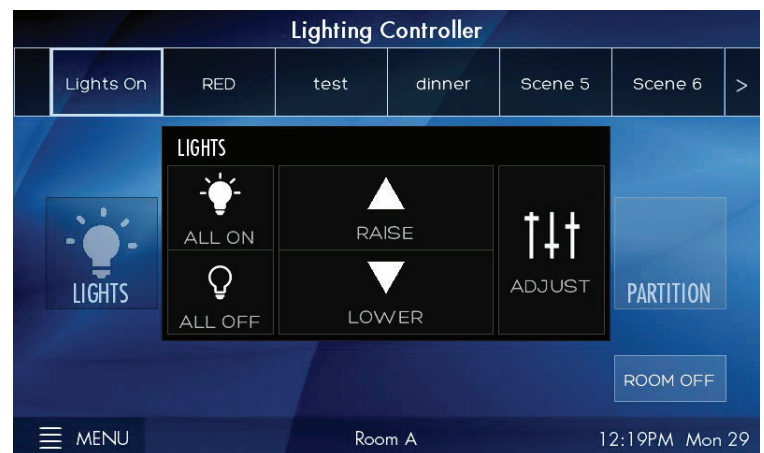 Lighting Controller
Lights On RED test dinner Scene 5 Scene 6 >
LIGHTS
ALL ON RAISE
ADJUST
ALL OFF LOWER
LIGHTS PARTITION
ROOM OFF
MENU Room A 12:19PM Mon 29